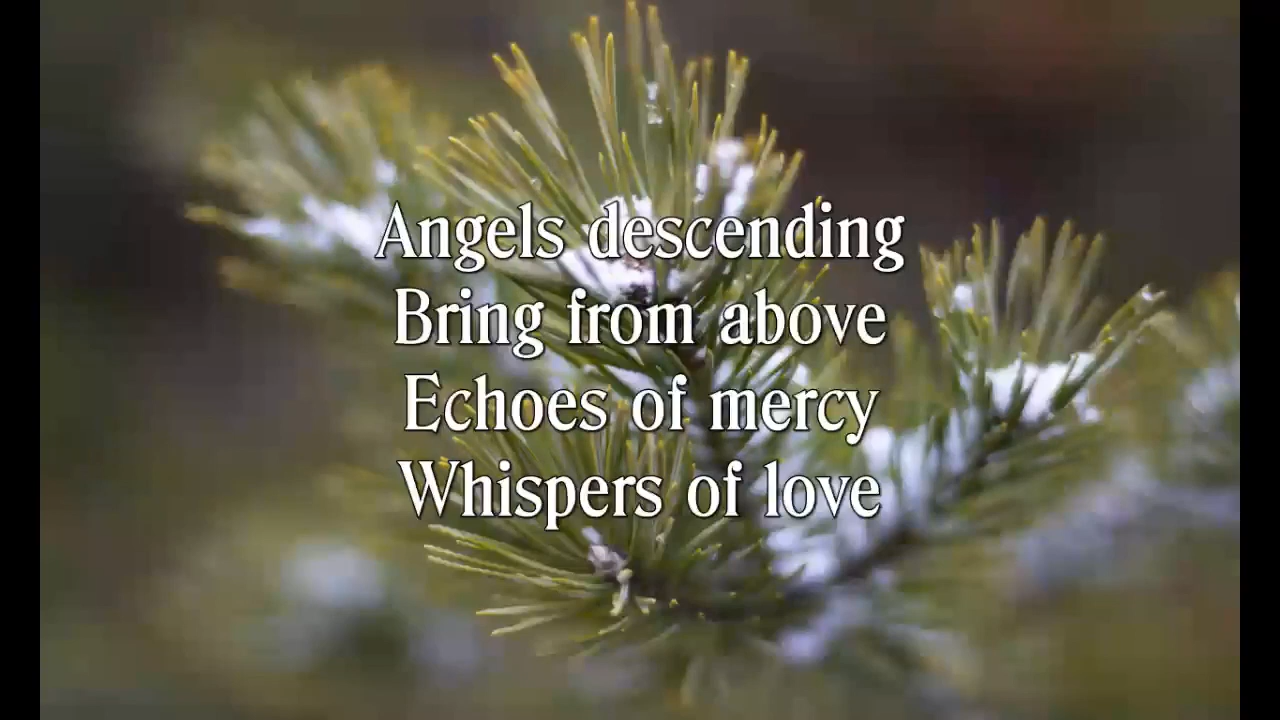 Angels descending
Bring from above
Echoes of mercy
Whispers of love